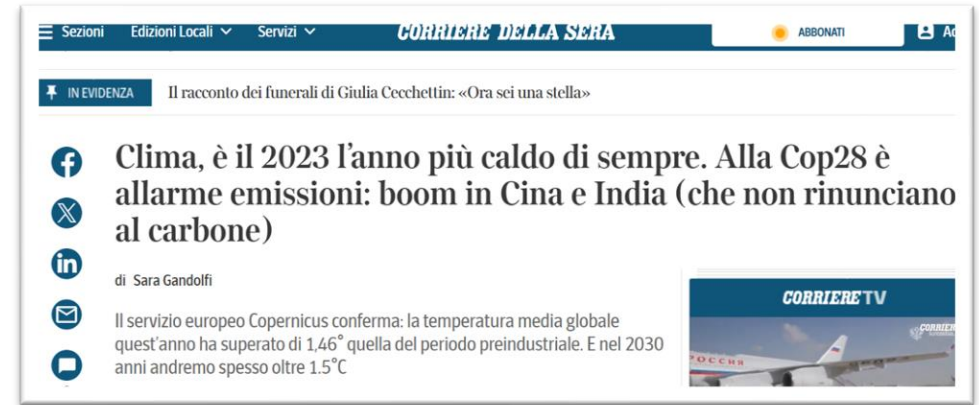 Sezioni Edizioni Locali Servizi CORRIERE DELLA SERA ABBONATI
IN EVIDENZA Il racconto dei funerali di Giulia Cecchettin: «Ora sei una stella»
Clima, è il 2023 l'anno più caldo di sempre. Alla Cop28 è
allarme emissioni: boom in Cina e India (che non rinunciano
al carbone)
di Sara Gandolfi
Il servizio europeo Copernicus conferma: la temperatura media globale
quest'anno ha superato di 1,46° quella del periodo preindustriale. E nel 2030
anni andremo spesso oltre 1.5°C
CORRIERE TV
РОССИЯ